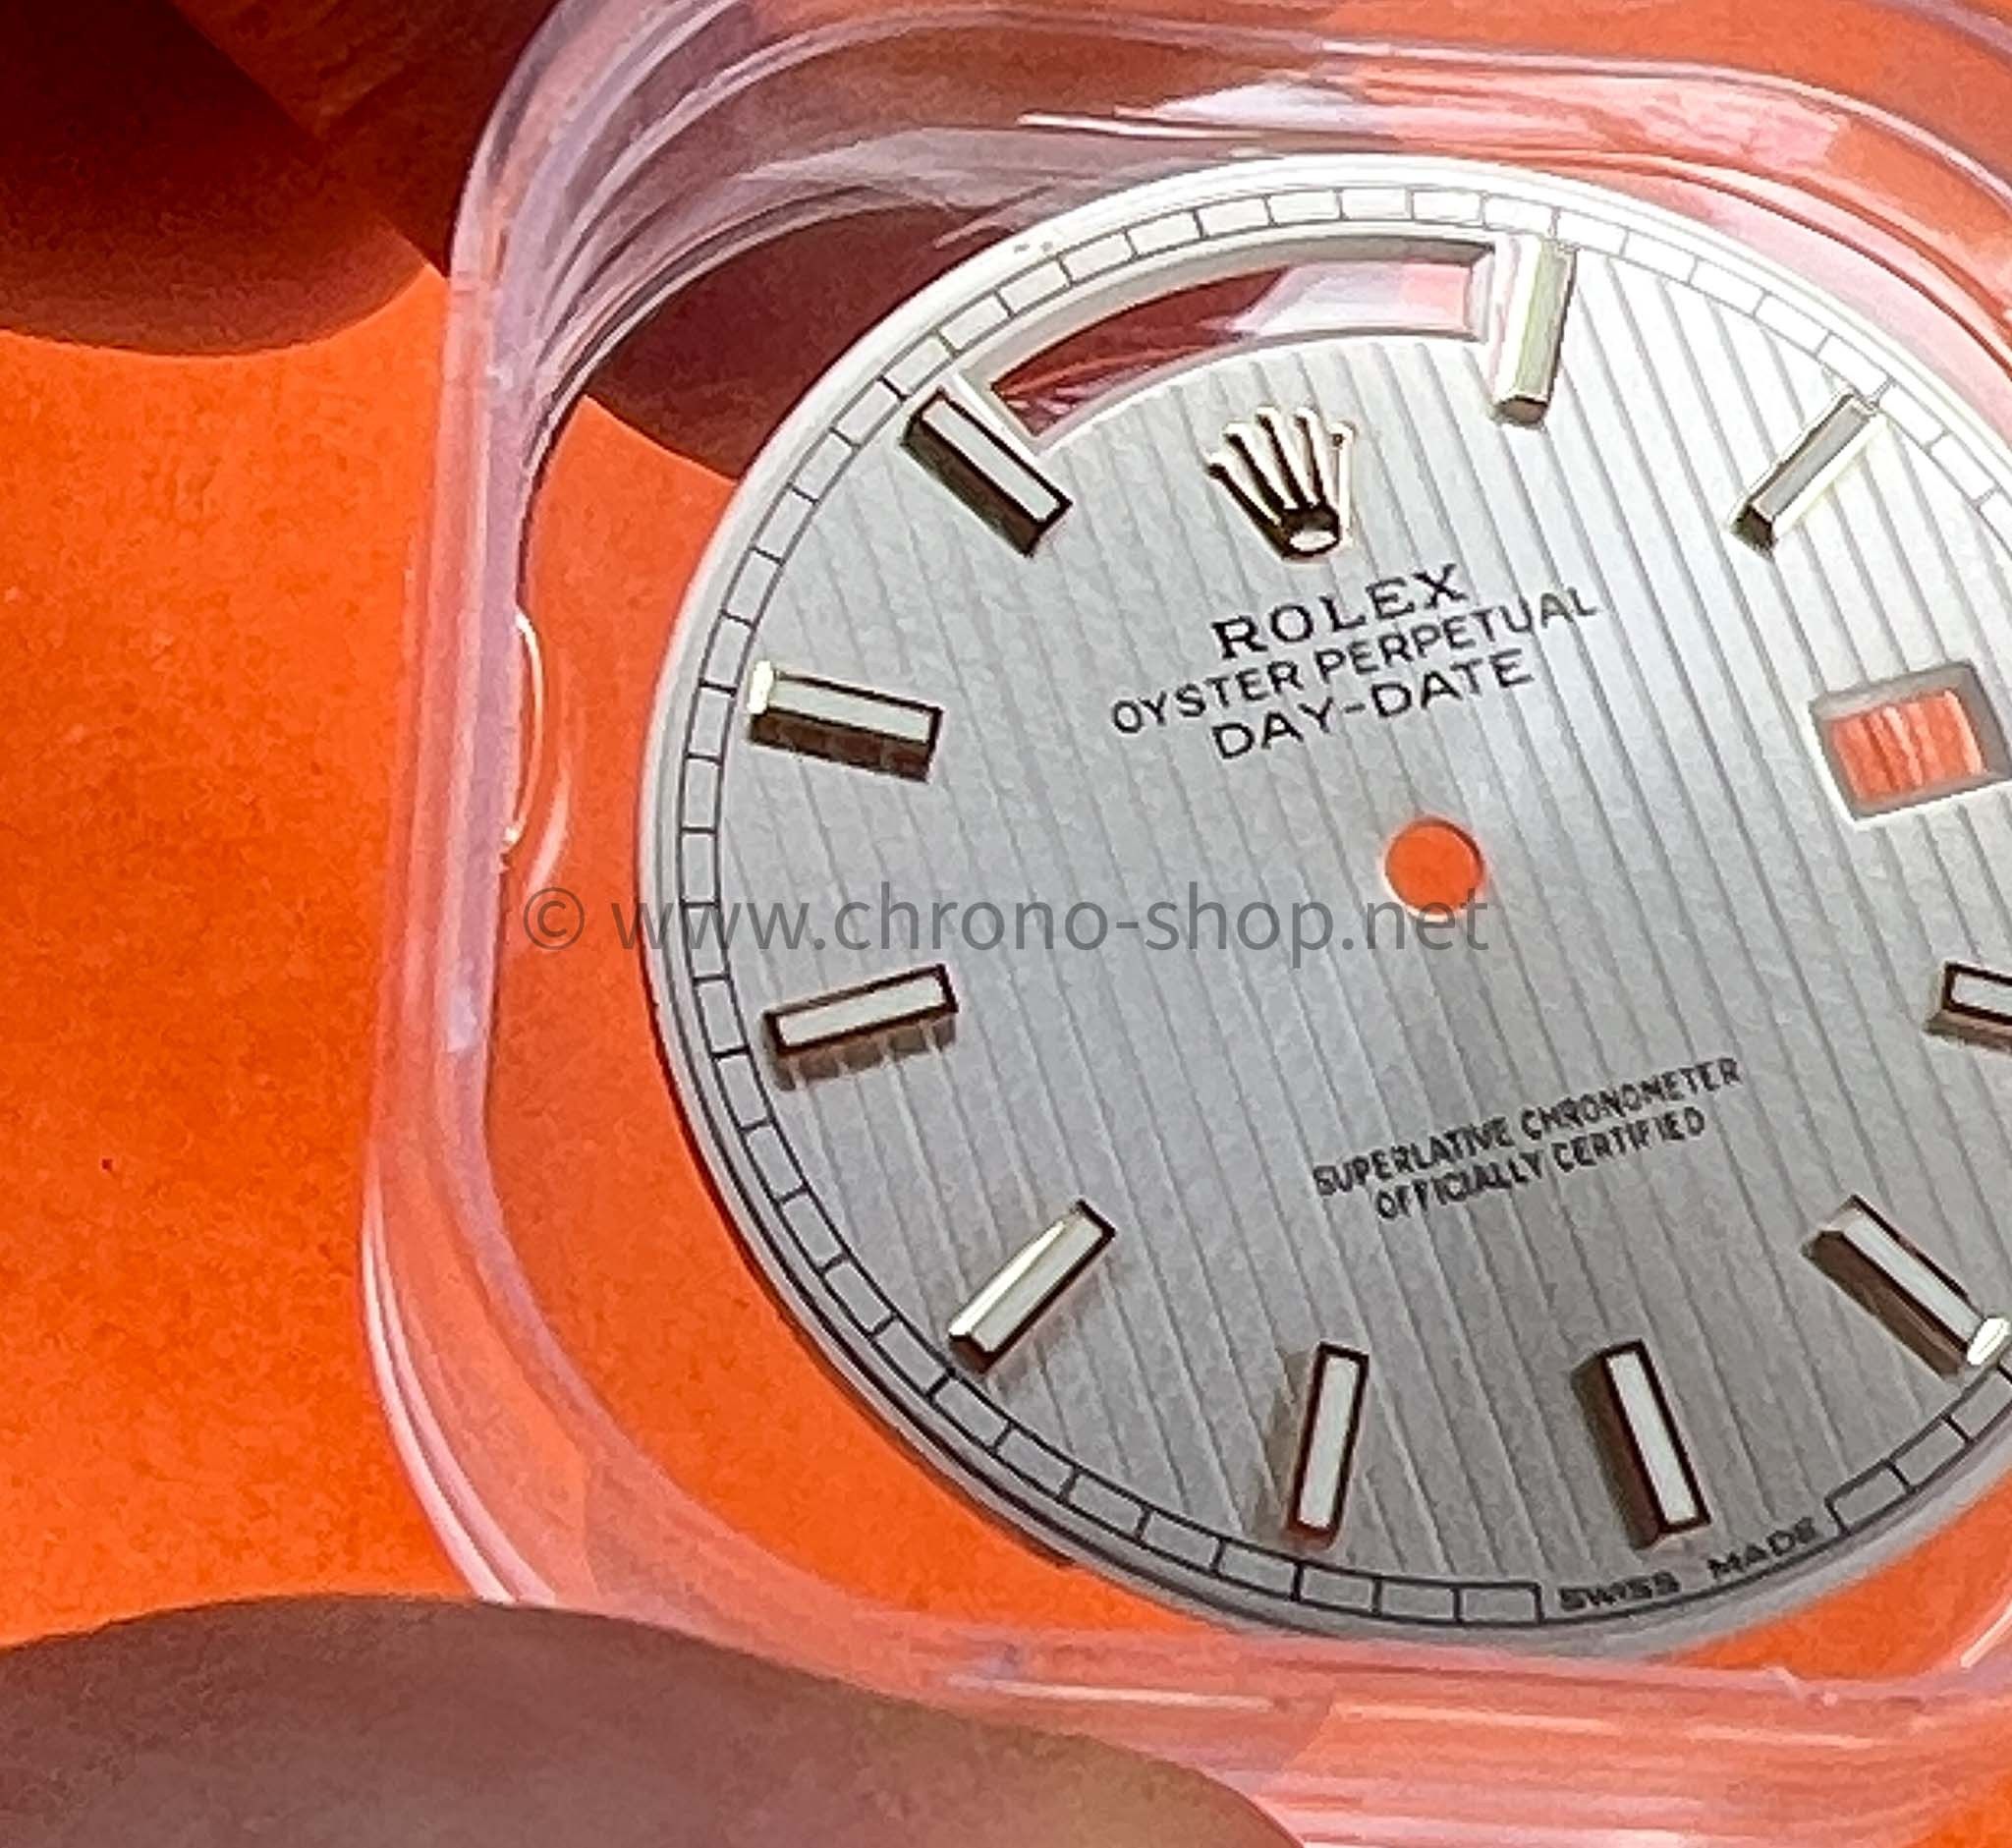 ROLEX
OYSTER PERPETUAL
DAY-DATE
© www.chrono-shop.net
SUPERLATIVE CHRONOMETER
OFFICIALLY CERTIFIED
SWISS MADE